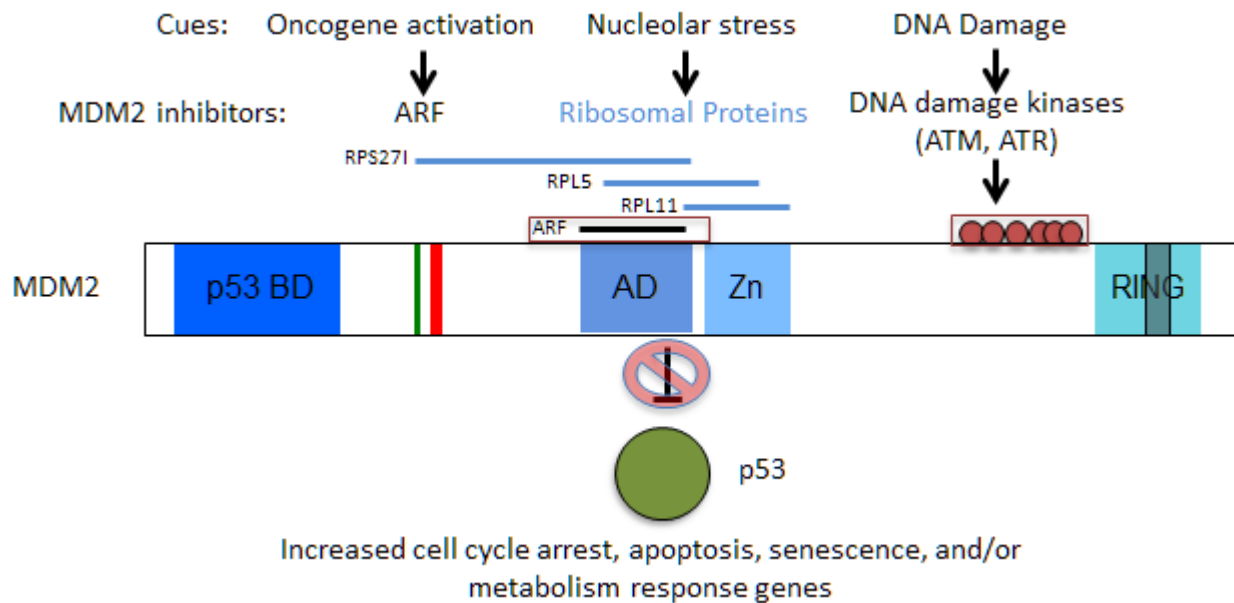 Cues: Oncogene activation Nucleolar stress DNA Damage
MDM2 inhibitors: ARF Ribosomal Proteins DNA damage kinases
(ATM, ATR)
RPS27l
RPL5
RPL11
ARF
MDM2 p53 BD AD Zn RING
p53
Increased cell cycle arrest, apoptosis, senescence, and/or
metabolism response genes